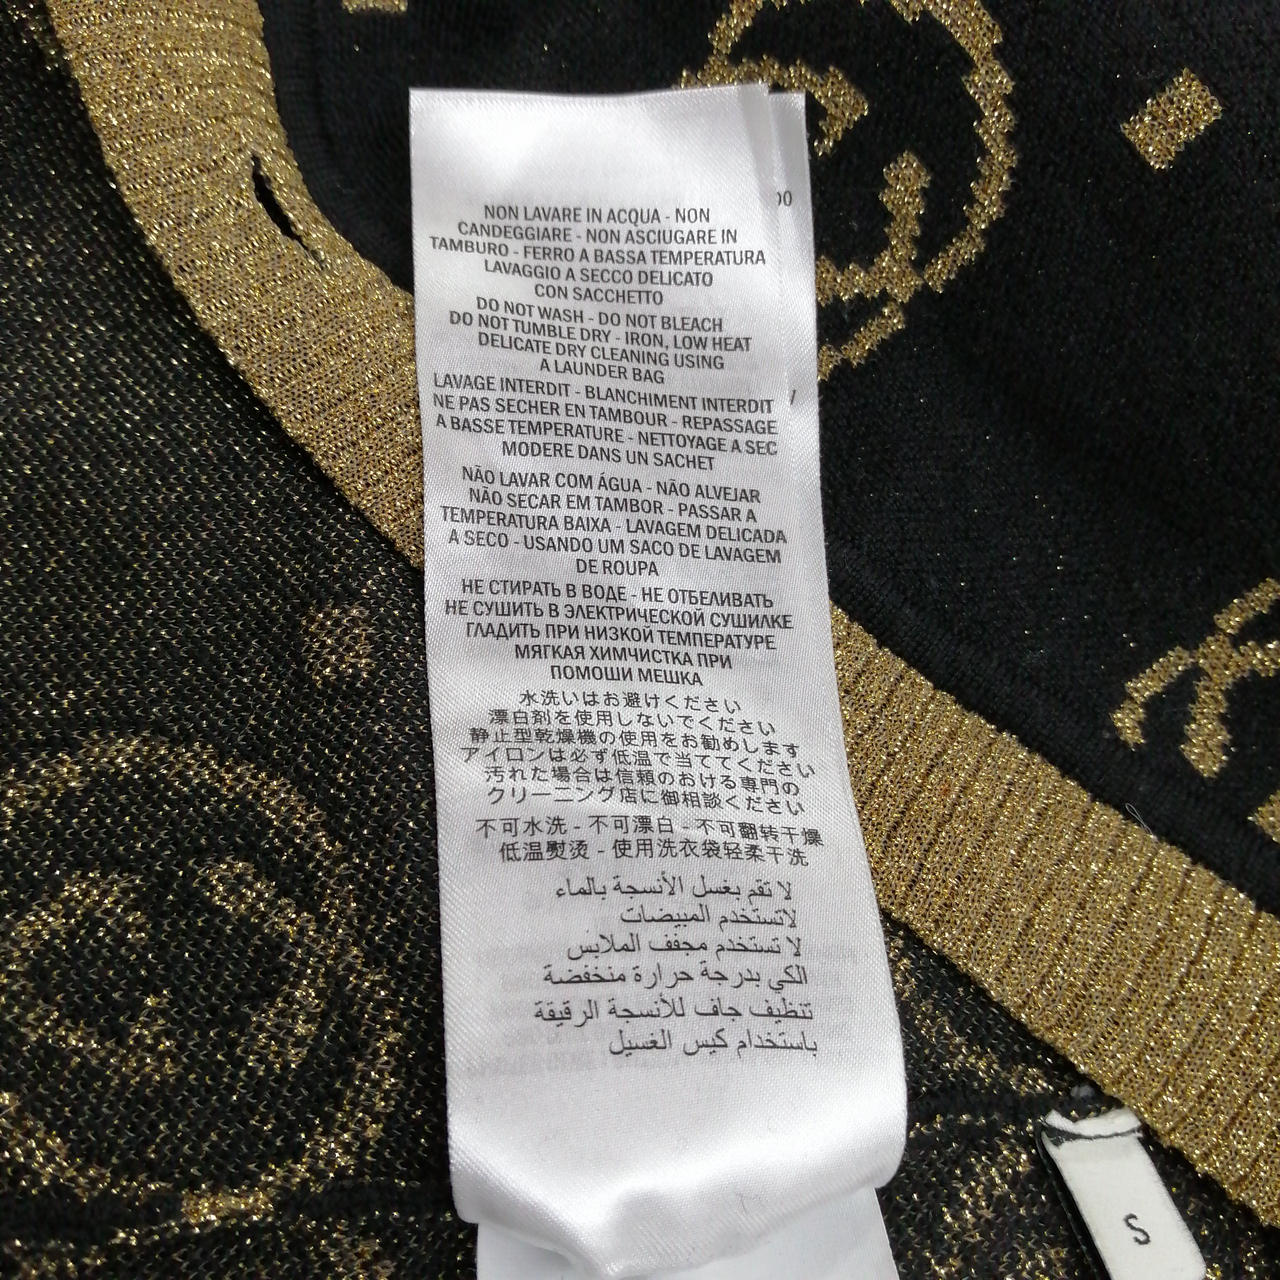 NON LAVARE IN ACQUA - NON
CANDEGGIARE - NON ASCIUGARE IN
TAMBURO - FERRO A BASSA TEMPERATURA
LAVAGGIO A SECCO DELICATO
CON SACCHETTO
DO NOT WASH - DO NOT BLEACH
DO NOT TUMBLE DRY - IRON, LOW HEAT
DELICATE DRY CLEANING USING
A LAUNDER BAG
LAVAGE INTERDIT - BLANCHIMENT INTERDIT
NE PAS SECHER EN TAMBOUR - REPASSAGE
A BASSE TEMPERATURE - NETTOYAGE A SEC
MODERE DANS UN SACHET
NÃO LAVAR COM ÁGUA - NÃO ALVEJAR
NÃO SECAR EM TAMBOR - PASSAR A
TEMPERATURA BAIXA - LAVAGEM DELICADA
A SECO - USANDO UM SACO DE LAVAGEM
DE ROUPA
НЕ СТИРАТЬ В ВОДЕ - НЕ ОТБЕЛИВАТЬ
НЕ СУШИТЬ В ЭЛЕКТРИЧЕСКОЙ СУШИЛКЕ
ГЛАДИТЬ ПРИ НИЗКОЙ ТЕМПЕРАТУРЕ
МЯГКАЯ ХИМЧИСТКА ПРИ
ПОМОШИ МЕШКА
水洗いはお避けください
漂白剤を使用しないでください
静止型乾燥機の使用をお勧めします
アイロンは必ず低温で当ててください
汚れた場合は信頼のおける専門の
クリーニング店に御相談ください
不可水洗 - 不可漂白 - 不可翻转干燥
低温熨烫 - 使用洗衣袋轻柔干洗
لا تقم بغسل الأنسجة بالماء
لاتستخدم المبيضات
لا تستخدم مجفف الملابس
الكي بدرجة حرارة منخفضة
تنظيف جاف للأنسجة الرقيقة
باستخدام كيس الغسيل
S